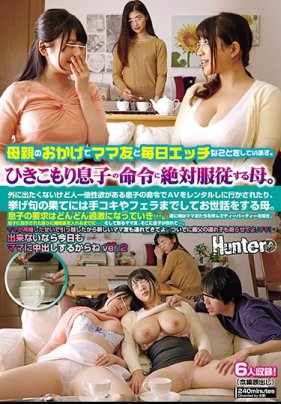 母親のおかげでママ友と毎日エッチなことをしています。
ひきこもり息子の命令に絶対服従する母。
外に出たくないけど人一倍性欲がある息子の命令でAVをレンタルしに行かされたり、
挙げ句の果てには手コキやフェラまでしてお世話をする母。
息子の要求はどんどん過激になっていき…
出来ないなら今日も
ママに中出しするからね ver 2
Hunter
6人収録!
[本編顔出し]
240minutes